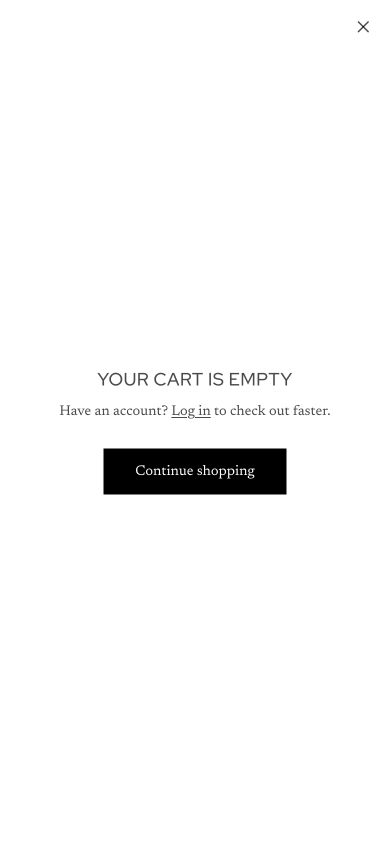 YOUR CART IS EMPTY
Have an account? Log in to check out faster.
Continue shopping